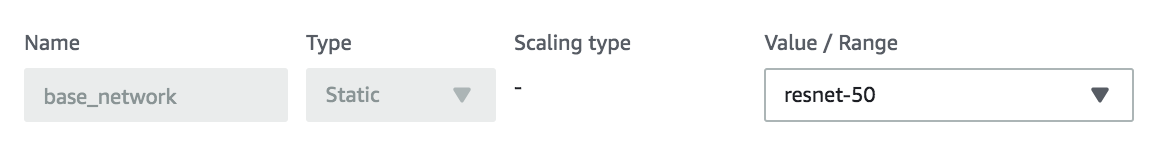 Name Type Scaling type Value / Range
base_network Static - resnet-50